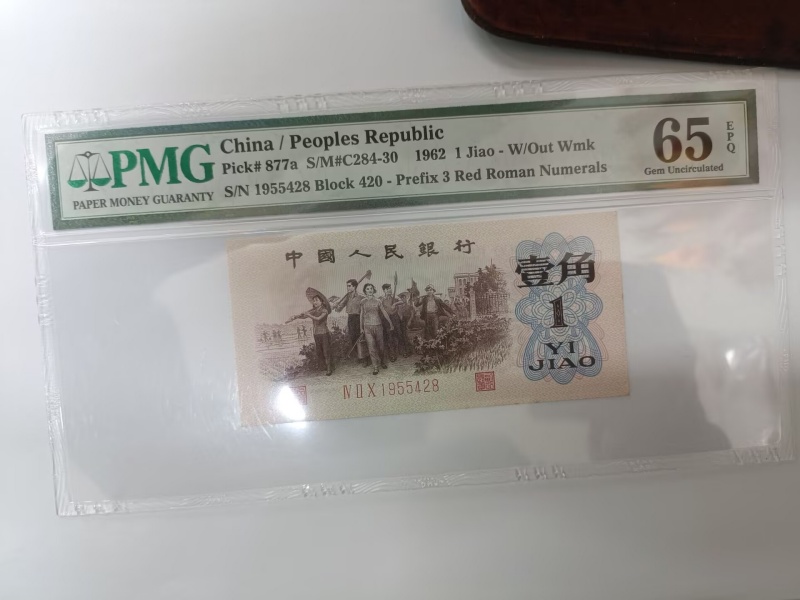 China / Peoples Republic
PMG
Pick# 877a S/M#C284-30 1962 1 Jiao - W/Out Wmk
PAPER MONEY GUARANTY
S/N 1955428 Block 420 - Prefix 3 Red Roman Numerals
65
EPQ
Gem Uncirculated
中國人民銀行
壹角
1
YI
JIAO
IV II X 1955428